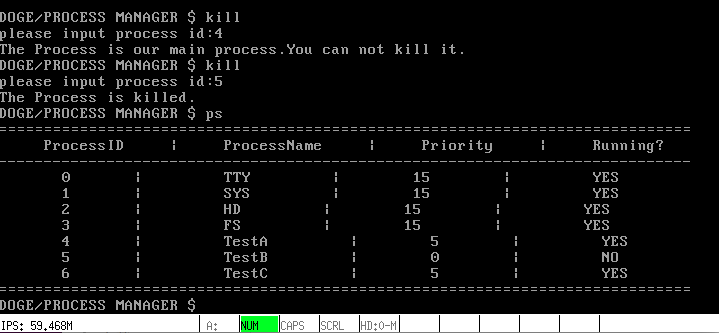 DOGE/PROCESS MANAGER $ kill
please input process id:4
The Process is our main process.You can not kill it.
DOGE/PROCESS MANAGER $ kill
please input process id:5
The Process is killed.
DOGE/PROCESS MANAGER $ ps
================================================================================
ProcessID | ProcessName | Priority | Running?
--------------------------------------------------------------------------------
0 | TTY | 15 | YES
1 | SYS | 15 | YES
2 | HD | 15 | YES
3 | FS | 15 | YES
4 | TestA | 5 | YES
5 | TestB | 0 | NO
6 | TestC | 5 | YES
================================================================================
DOGE/PROCESS MANAGER $
IPS: 59.468M A: NUM CAPS SCRL HD:0-M